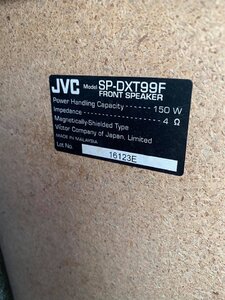 JVC Model SP-DXT99F
FRONT SPEAKER
Power Handling Capacity ------------ 150 W
Impedance ------------------------------ 4 Ω
Magnetically-Shielded Type
Victor Company of Japan, Limited
MADE IN MALAYSIA
Lot No. 16123E